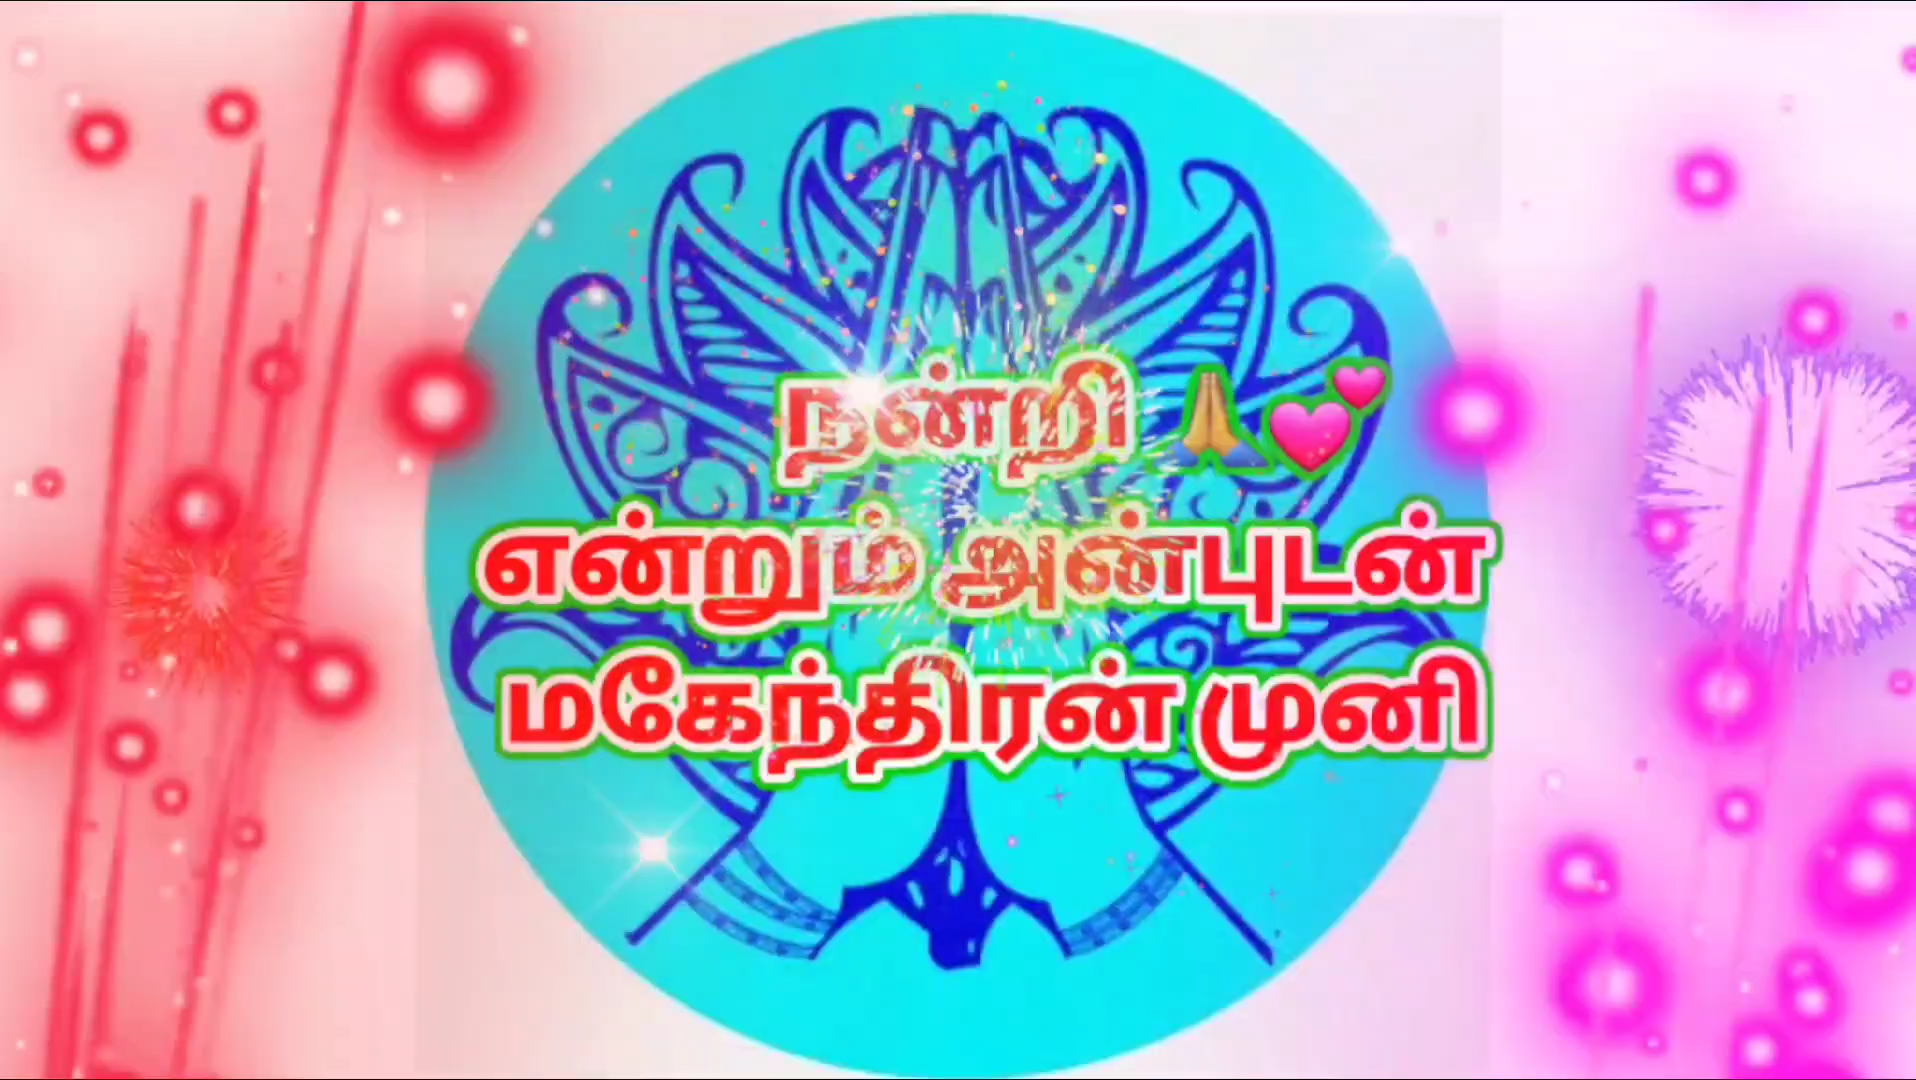 நன்றி 🙏💕
என்றும் அன்புடன்
மகேந்திரன் முனி